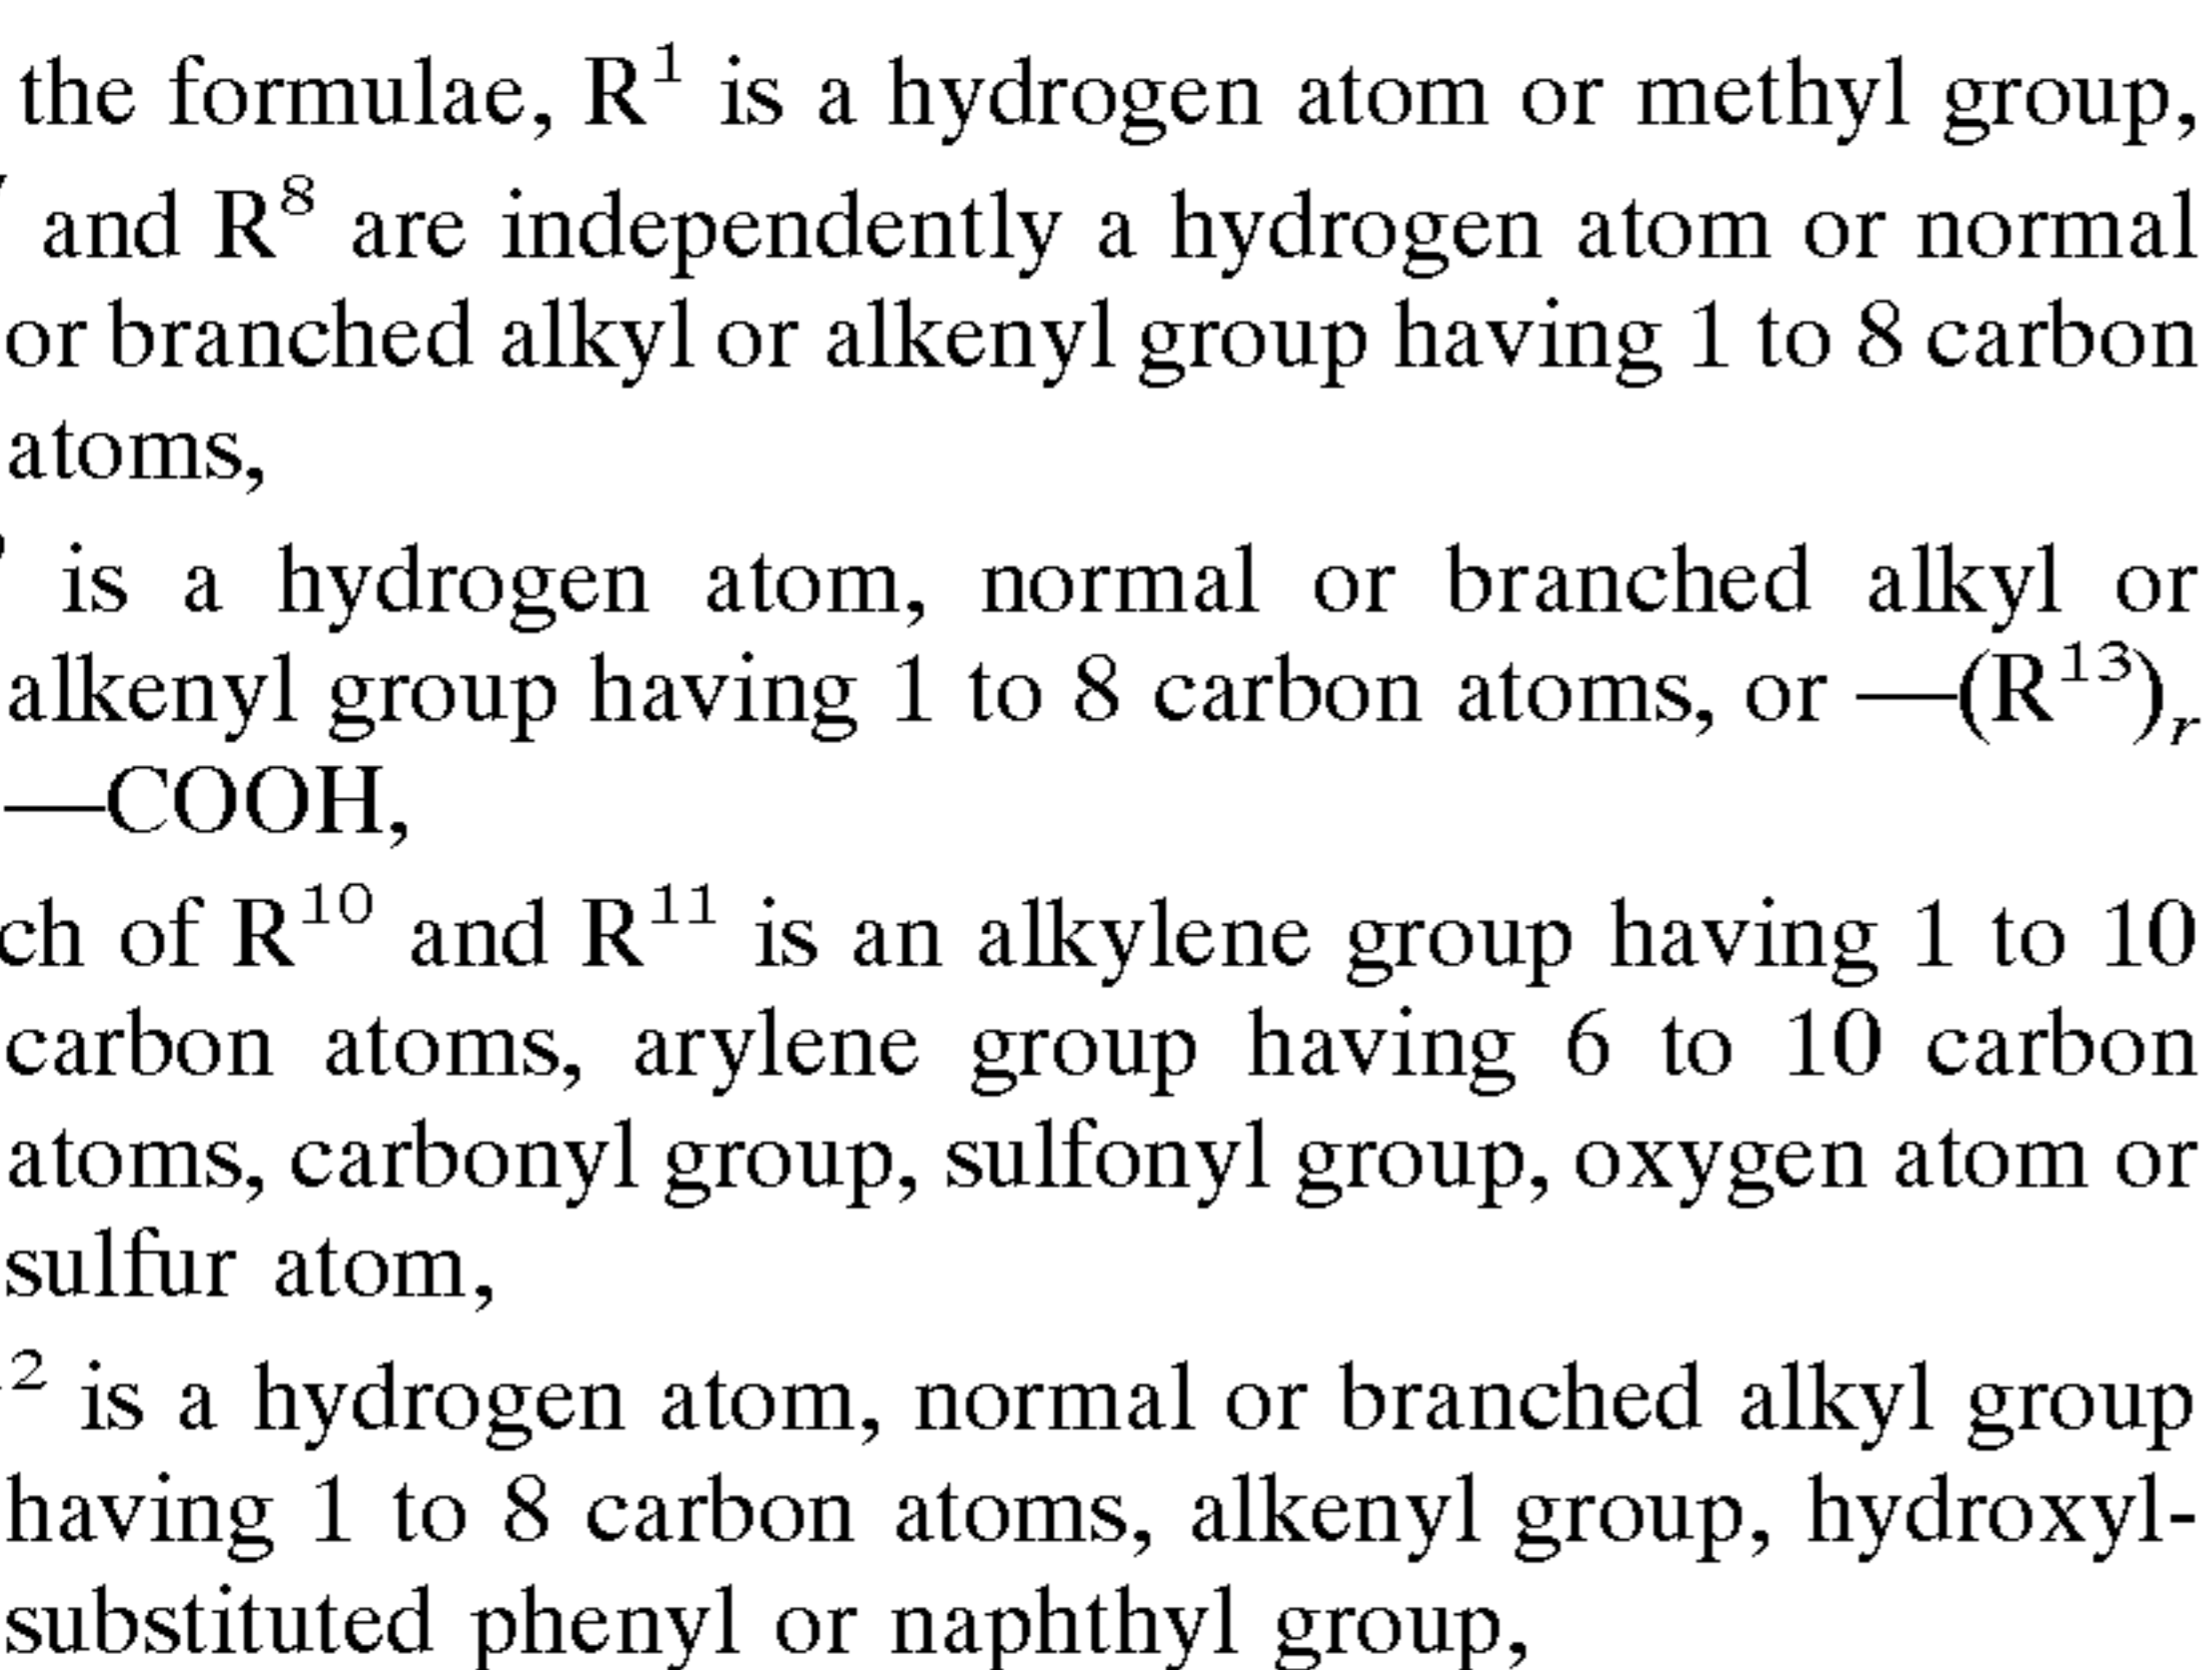 the formulae, R¹ is a hydrogen atom or methyl group,
and R⁸ are independently a hydrogen atom or normal
or branched alkyl or alkenyl group having 1 to 8 carbon
atoms,
is a hydrogen atom, normal or branched alkyl or
alkenyl group having 1 to 8 carbon atoms, or —(R¹³)ᵣ
—COOH,
ch of R¹⁰ and R¹¹ is an alkylene group having 1 to 10
carbon atoms, arylene group having 6 to 10 carbon
atoms, carbonyl group, sulfonyl group, oxygen atom or
sulfur atom,
² is a hydrogen atom, normal or branched alkyl group
having 1 to 8 carbon atoms, alkenyl group, hydroxyl-
substituted phenyl or naphthyl group,